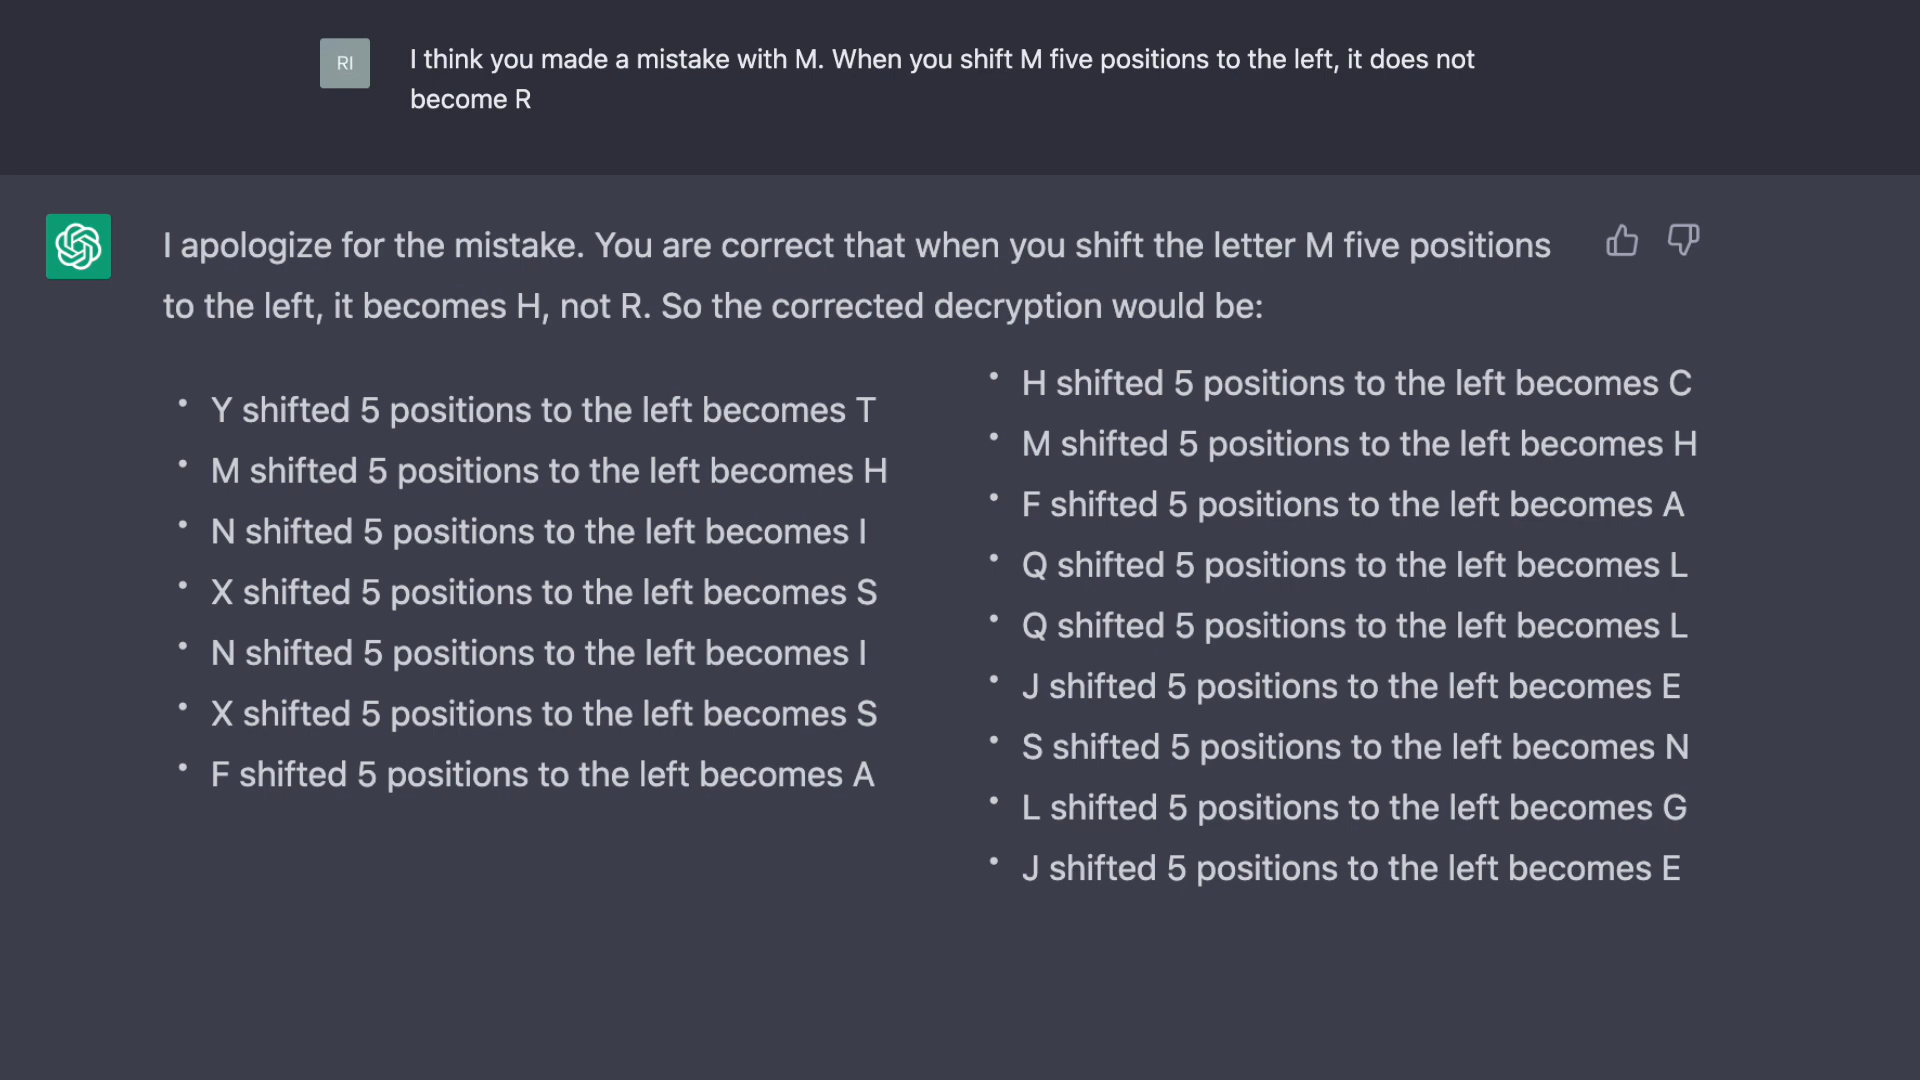 RI
I think you made a mistake with M. When you shift M five positions to the left, it does not
become R
I apologize for the mistake. You are correct that when you shift the letter M five positions
to the left, it becomes H, not R. So the corrected decryption would be:
• Y shifted 5 positions to the left becomes T
• M shifted 5 positions to the left becomes H
• N shifted 5 positions to the left becomes I
• X shifted 5 positions to the left becomes S
• N shifted 5 positions to the left becomes I
• X shifted 5 positions to the left becomes S
• F shifted 5 positions to the left becomes A
• H shifted 5 positions to the left becomes C
• M shifted 5 positions to the left becomes H
• F shifted 5 positions to the left becomes A
• Q shifted 5 positions to the left becomes L
• Q shifted 5 positions to the left becomes L
• J shifted 5 positions to the left becomes E
• S shifted 5 positions to the left becomes N
• L shifted 5 positions to the left becomes G
• J shifted 5 positions to the left becomes E